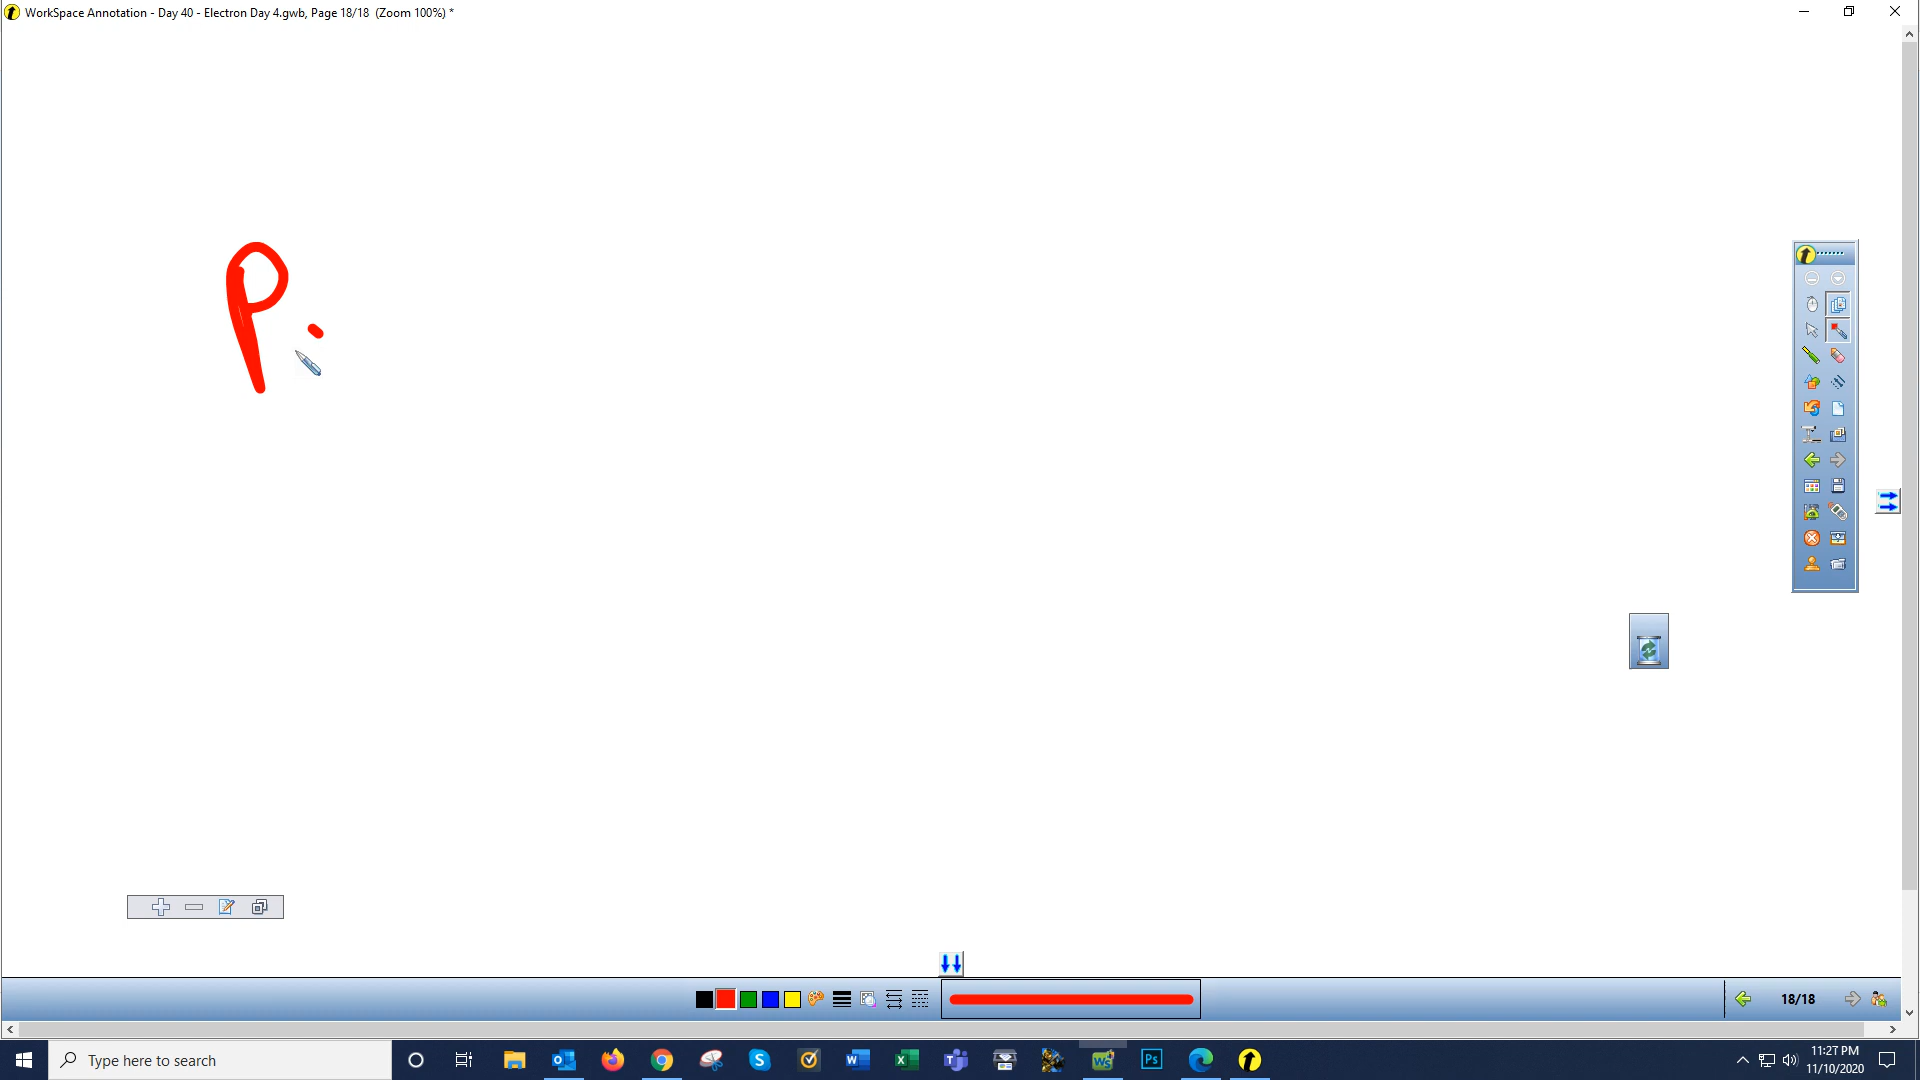 WorkSpace Annotation - Day 40 - Electron Day 4.gwb, Page 18/18 (Zoom 100%) *
P.
18/18
Type here to search
11:27 PM
11/10/2020